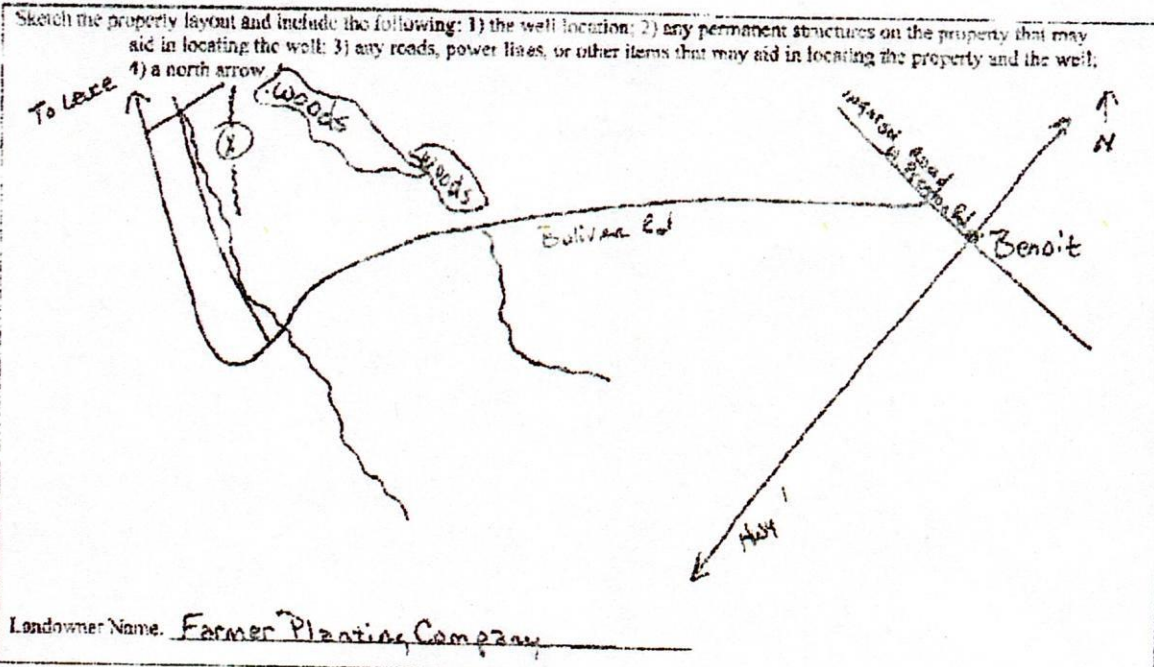 Sketch the property layout and include the following: 1) the well location; 2) any permanent structures on the property that may
aid in locating the well; 3) any roads, power lines, or other items that may aid in locating the property and the well;
4) a north arrow
To Levee
X
Woods
Woods
Road
N
Boliver Rd
Benoit
HWY 1
Landowner Name. Farmer Planting Company